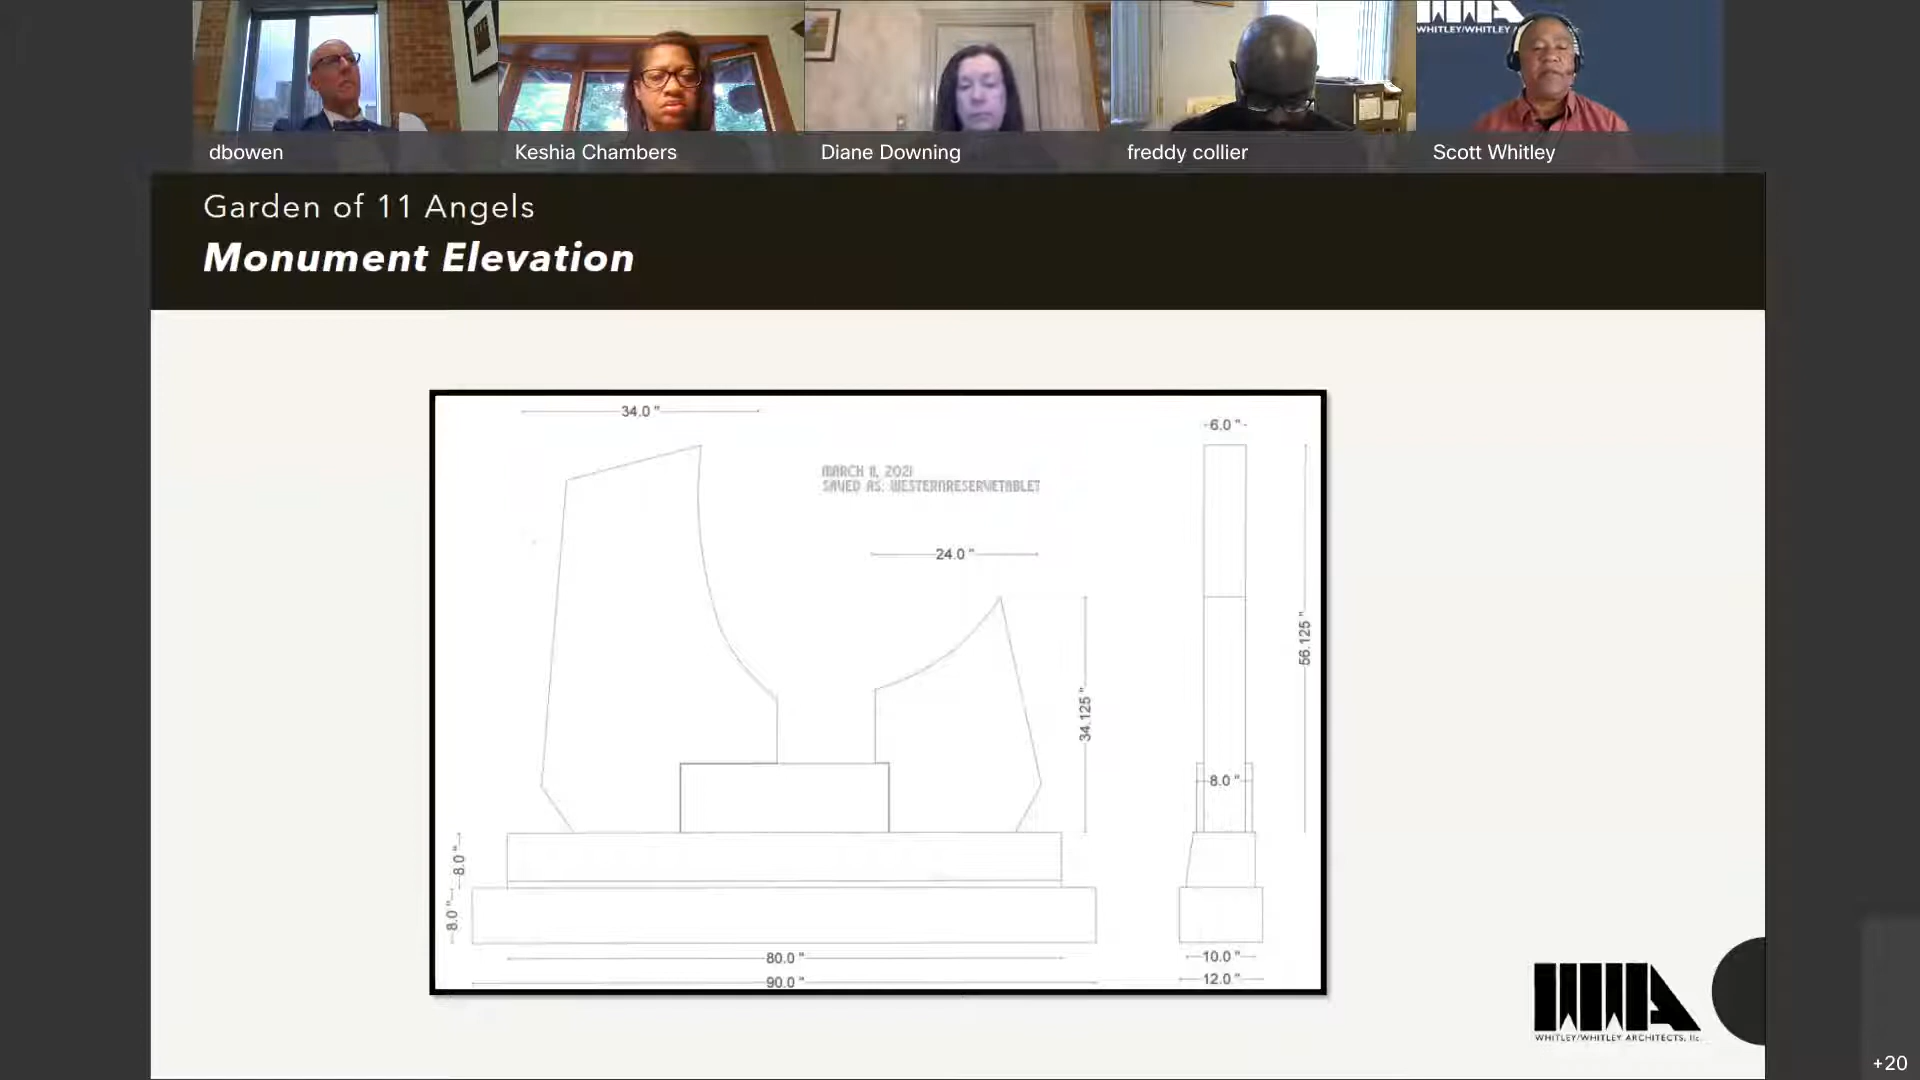 WHITLEY/WHITLEY
dbowen
Keshia Chambers
Diane Downing
freddy collier
Scott Whitley
Garden of 11 Angels
Monument Elevation
34.0 "
6.0 "
MARCH 11, 2021
SAVED AS: WESTERNRESERVETABLET
24.0 "
56.125 "
34.125 "
8.0 "
8.0 "
8.0 "
80.0 "
10.0 "
90.0 "
12.0 "
WHITLEY/WHITLEY ARCHITECTS, llc.
+20